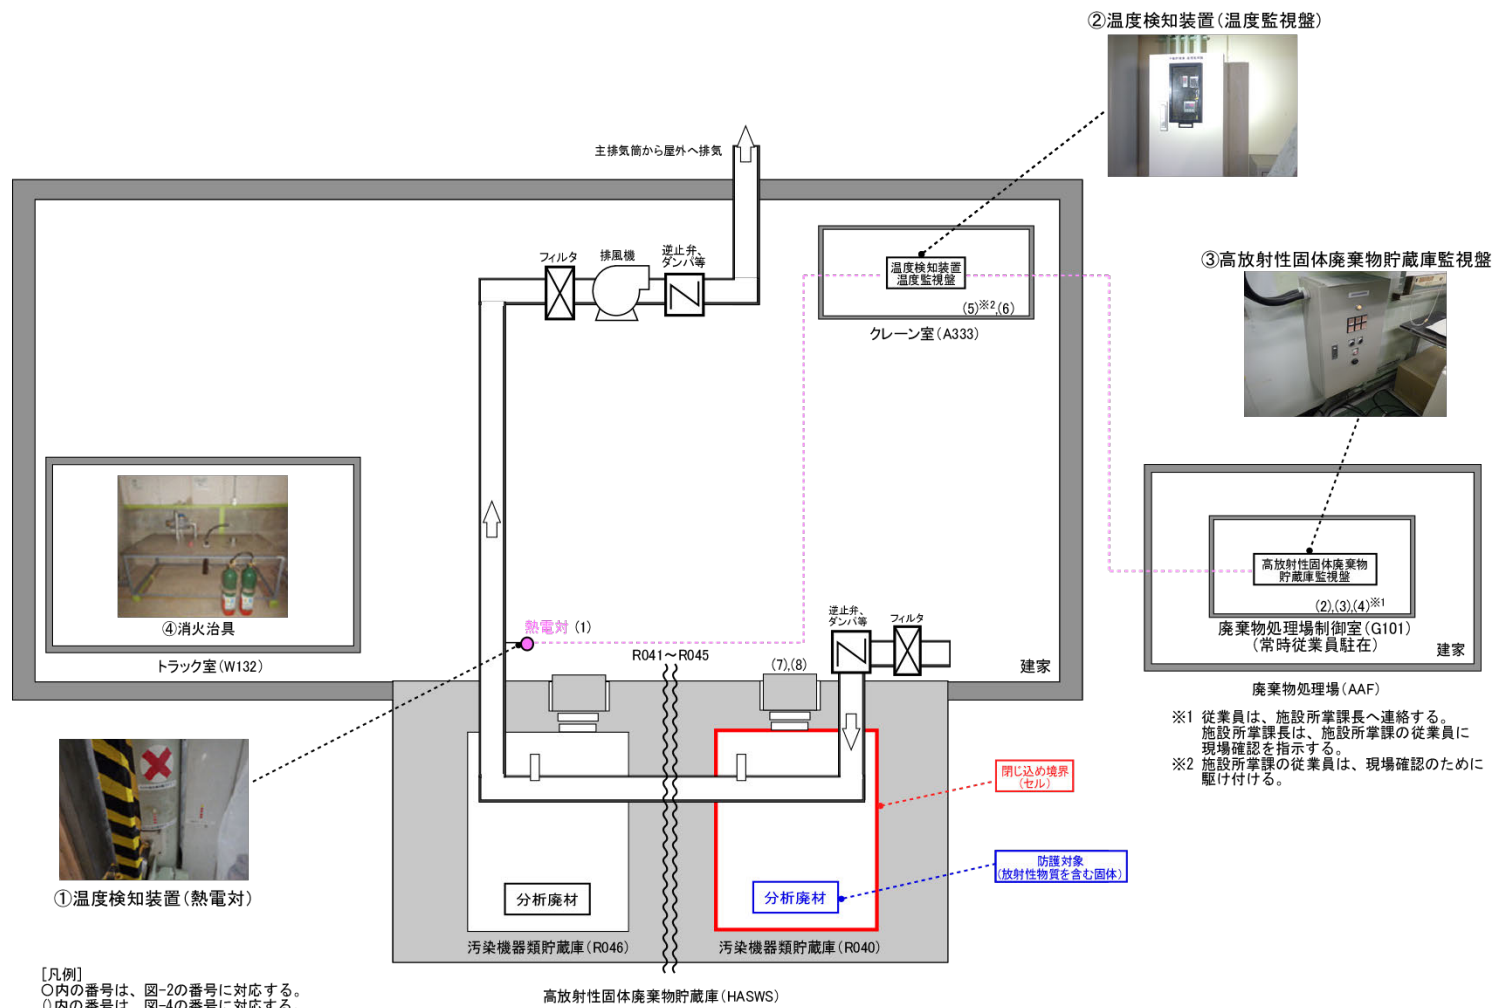 ②温度検知装置(温度監視盤)
主排気筒から屋外へ排気
フィルタ
排風機
逆止弁、
ダンパ等
温度検知装置
温度監視盤
(5)※2,(6)
クレーン室(A333)
③高放射性固体廃棄物貯蔵庫監視盤
高放射性固体廃棄物
貯蔵庫監視盤
(2),(3),(4)※1
廃棄物処理場制御室(G101)
(常時従業員駐在)
建家
廃棄物処理場(AAF)
※1 従業員は、施設所掌課長へ連絡する。
施設所掌課長は、施設所掌課の従業員に
現場確認を指示する。
※2 施設所掌課の従業員は、現場確認のために
駆け付ける。
④消火治具
トラック室(W132)
熱電対 (1)
R041~R045
(7),(8)
逆止弁、
ダンパ等
フィルタ
建家
閉じ込め境界
(セル)
防護対象
(放射性物質を含む固体)
分析廃材
分析廃材
汚染機器類貯蔵庫(R046)
汚染機器類貯蔵庫(R040)
①温度検知装置(熱電対)
高放射性固体廃棄物貯蔵庫(HASWS)
[凡例]
○内の番号は、図-2の番号に対応する。
()内の番号は、図-4の番号に対応する